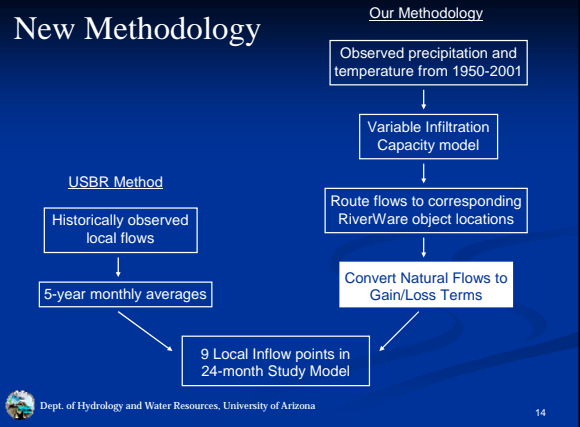 New Methodology
Our Methodology
Observed precipitation and
temperature from 1950-2001
Variable Infiltration
Capacity model
Route flows to corresponding
RiverWare object locations
Convert Natural Flows to
Gain/Loss Terms
USBR Method
Historically observed
local flows
5-year monthly averages
9 Local Inflow points in
24-month Study Model
Dept. of Hydrology and Water Resources, University of Arizona
14